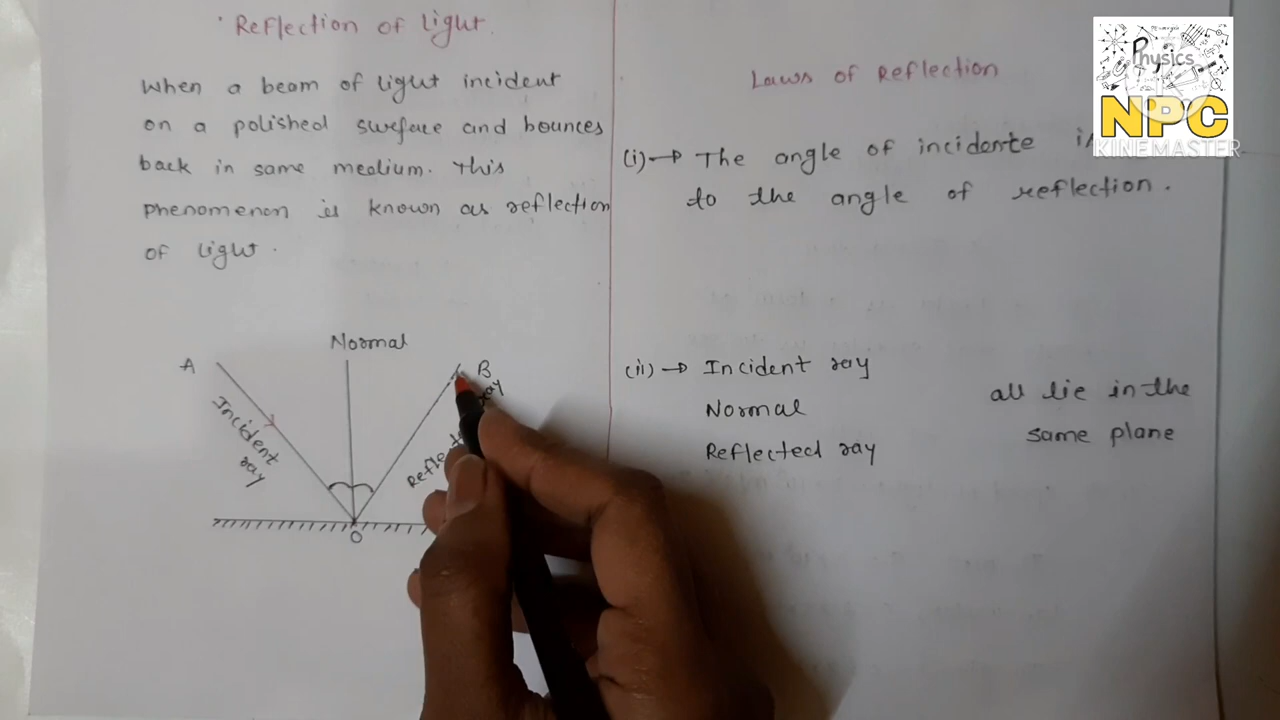 Reflection of light.
When a beam of light incident
on a polished surface and bounces
back in same medium. This
phenomenon is known as reflection
of light.
Normal
A
B
Incident
ray
ray
O
Laws of Reflection
(i)→ The angle of incidente
to the angle of reflection.
(ii)→ Incident ray
Normal
Reflected ray
all lie in the
same plane
Physics
NPC
KINEMASTER